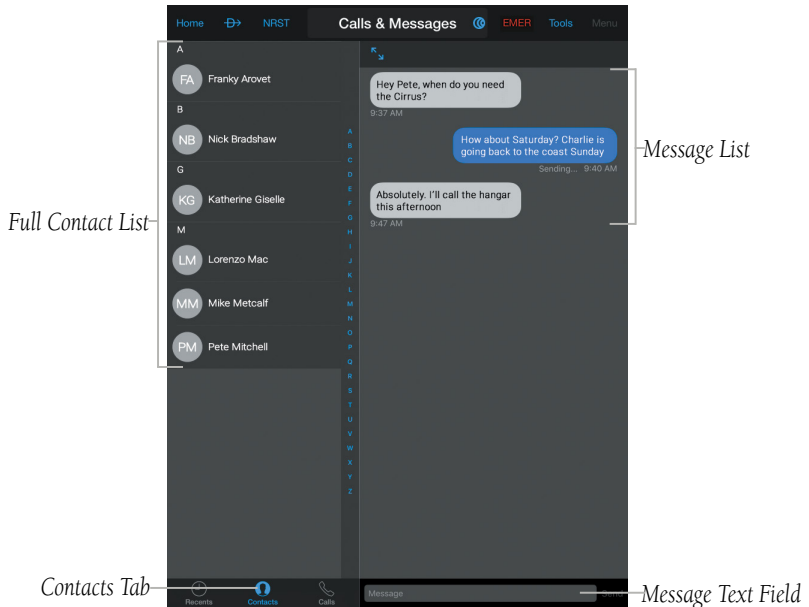 Home
NRST
Calls & Messages
EMER
Tools
Menu
A
FA
Franky Arovet
B
NB
Nick Bradshaw
G
KG
Katherine Giselle
M
LM
Lorenzo Mac
MM
Mike Metcalf
PM
Pete Mitchell
A
B
C
D
E
F
G
H
I
J
K
L
M
N
O
P
Q
R
S
T
U
V
W
X
Y
Z
Hey Pete, when do you need
the Cirrus?
9:37 AM
How about Saturday? Charlie is
going back to the coast Sunday
Sending... 9:40 AM
Absolutely. I'll call the hangar
this afternoon
9:47 AM
Message List
Full Contact List
Contacts Tab
Recents
Contacts
Calls
Message
Send
Message Text Field